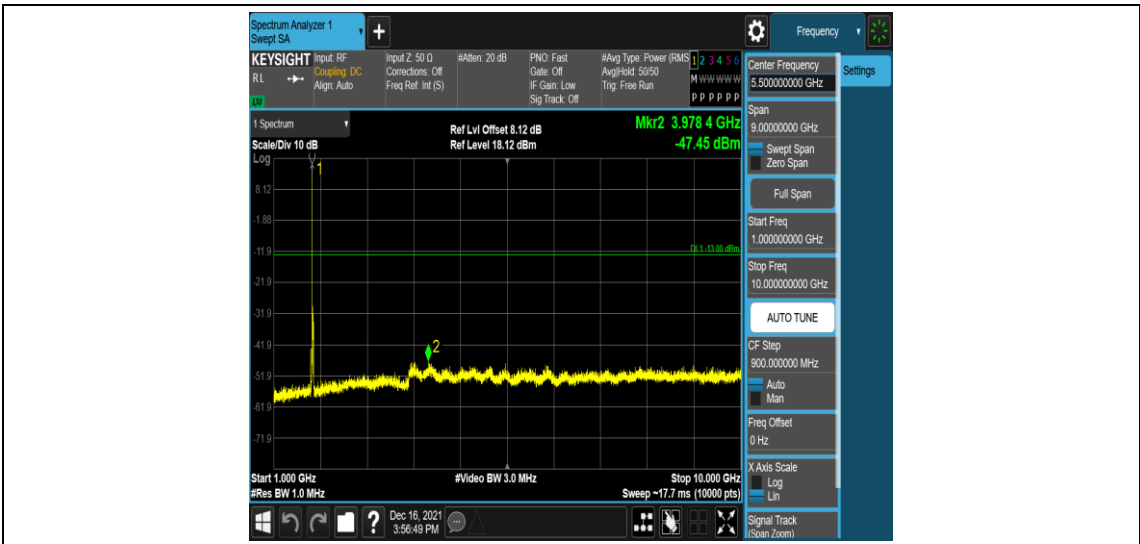 Spectrum Analyzer 1
Swept SA
+
Frequency
KEYSIGHT
RL
LXI
Input: RF
Coupling: DC
Align: Auto
Input Z: 50 Ω
Corrections: Off
Freq Ref: Int (S)
#Atten: 20 dB
PNO: Fast
Gate: Off
IF Gain: Low
Sig Track: Off
#Avg Type: Power (RMS
Avg|Hold: 50/50
Trig: Free Run
1 2 3 4 5 6
M W W W W W
P P P P P P
Center Frequency
5.500000000 GHz
Settings
1 Spectrum
Scale/Div 10 dB
Log
Ref Lvl Offset 8.12 dB
Ref Level 18.12 dBm
Mkr2 3.978 4 GHz
-47.45 dBm
1
8.12
-1.88
-11.9
DL1 -13.00 dBm
-21.9
-31.9
-41.9
2
-51.9
-61.9
-71.9
Start 1.000 GHz
#Res BW 1.0 MHz
#Video BW 3.0 MHz
Stop 10.000 GHz
Sweep ~17.7 ms (10000 pts)
Span
9.00000000 GHz
Swept Span
Zero Span
Full Span
Start Freq
1.000000000 GHz
Stop Freq
10.000000000 GHz
AUTO TUNE
CF Step
900.000000 MHz
Auto
Man
Freq Offset
0 Hz
X Axis Scale
Log
Lin
Signal Track
(Span Zoom)
?
Dec 16, 2021
3:56:49 PM